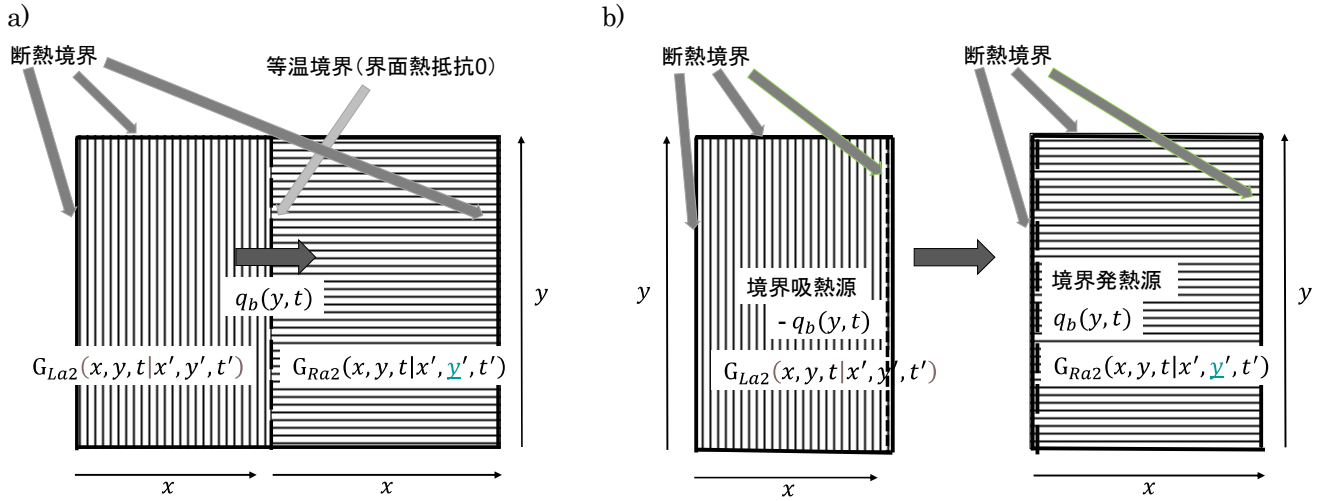 a)
断熱境界
等温境界（界面熱抵抗0）
q_b(y,t)
y
G_{La2}(x,y,t|x',y',t')
G_{Ra2}(x,y,t|x',y',t')
x
x
b)
断熱境界
断熱境界
境界吸熱源
-q_b(y,t)
y
G_{La2}(x,y,t|x',y',t')
x
境界発熱源
q_b(y,t)
y
G_{Ra2}(x,y,t|x',y',t')
x